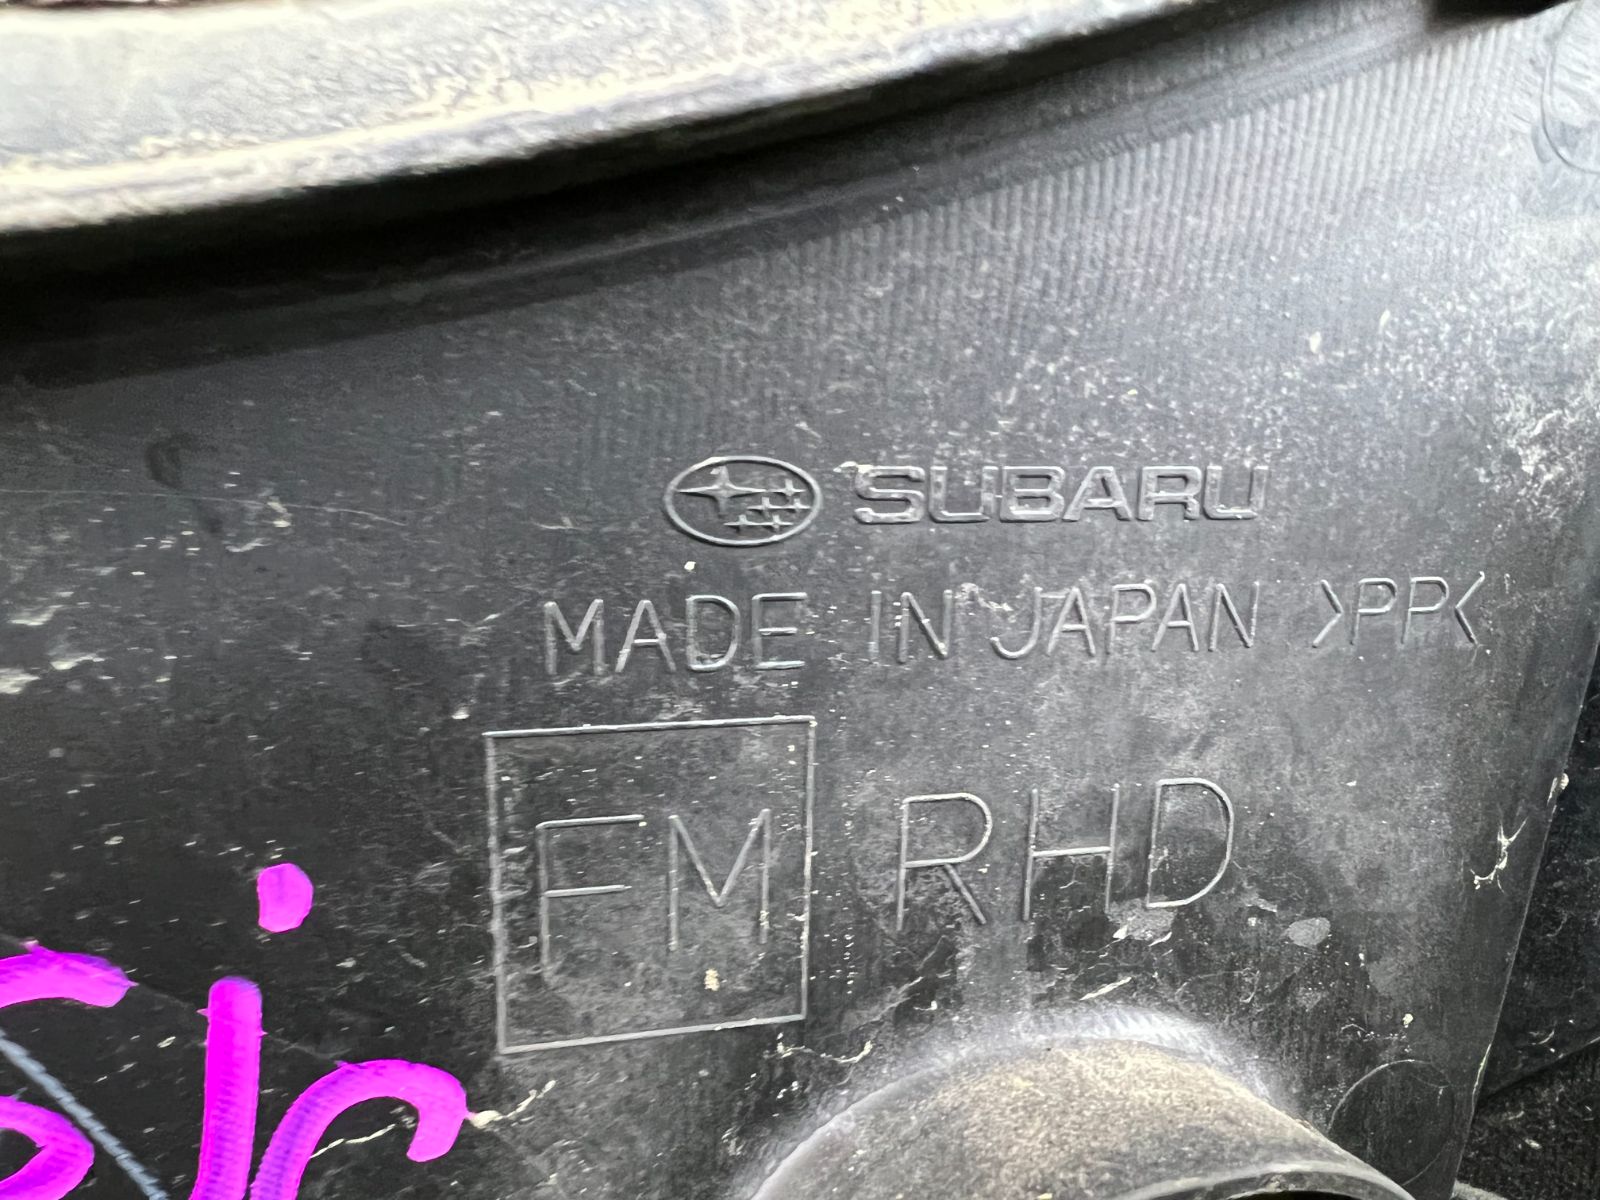 SUBARU
MADE IN JAPAN >PP<
FM RHD